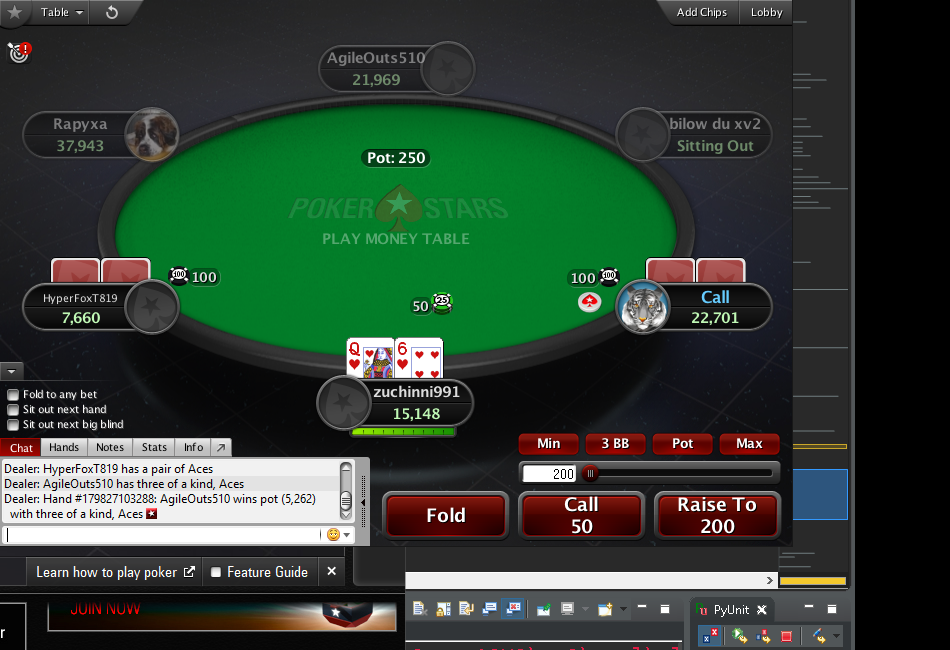 Table
Add Chips
Lobby
AgileOuts510
21,969
Rapyxa
37,943
bilow du xv2
Sitting Out
Pot: 250
POKER STARS
PLAY MONEY TABLE
100 100
100 100
HyperFoxT819
7,660
50 25
Call
22,701
Q 6
zuchinni991
15,148
Fold to any bet
Sit out next hand
Sit out next big blind
Chat Hands Notes Stats Info
Min 3 BB Pot Max
200
Dealer: HyperFoxT819 has a pair of Aces
Dealer: AgileOuts510 has three of a kind, Aces
Dealer: Hand #179827103288: AgileOuts510 wins pot (5,262)
with three of a kind, Aces
Fold
Call
50
Raise To
200
Learn how to play poker
Feature Guide
JOIN NOW
r
PyUnit